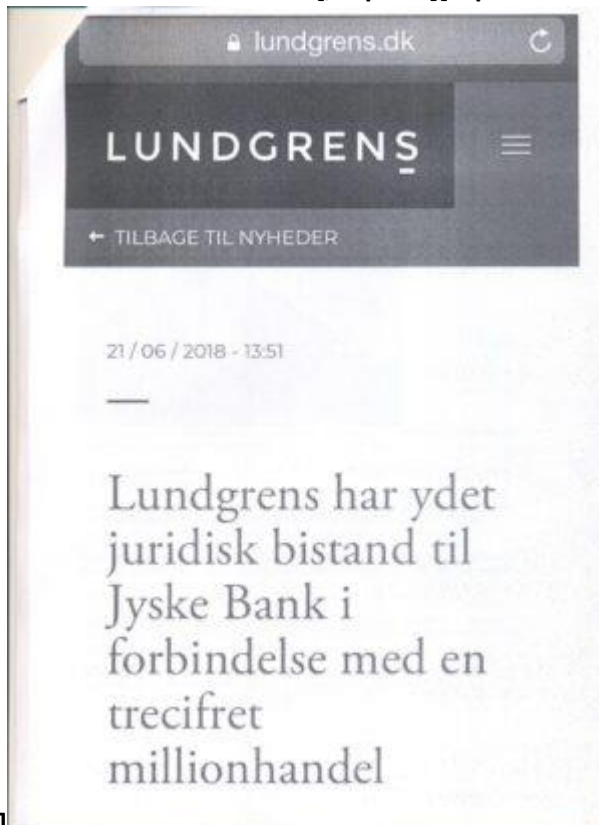 lundgrens.dk
LUNDGRENS
← TILBAGE TIL NYHEDER
21 / 06 / 2018 - 13:51
Lundgrens har ydet
juridisk bistand til
Jyske Bank i
forbindelse med en
trecifret
millionhandel